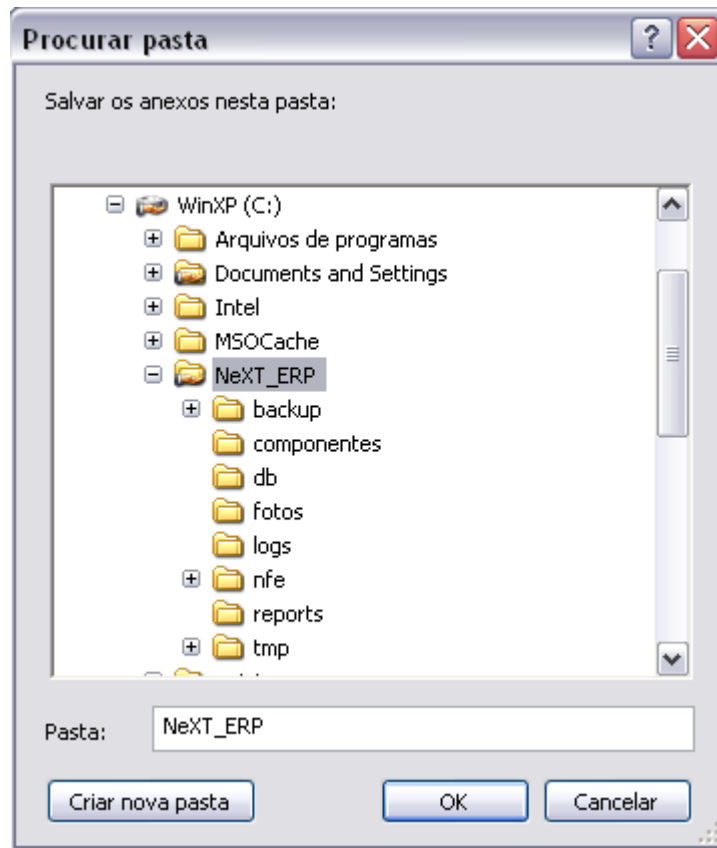 Procurar pasta
Salvar os anexos nesta pasta:
WinXP (C:)
Arquivos de programas
Documents and Settings
Intel
MSOCache
NeXT_ERP
backup
componentes
db
fotos
logs
nfe
reports
tmp
Pasta: NeXT_ERP
Criar nova pasta OK Cancelar